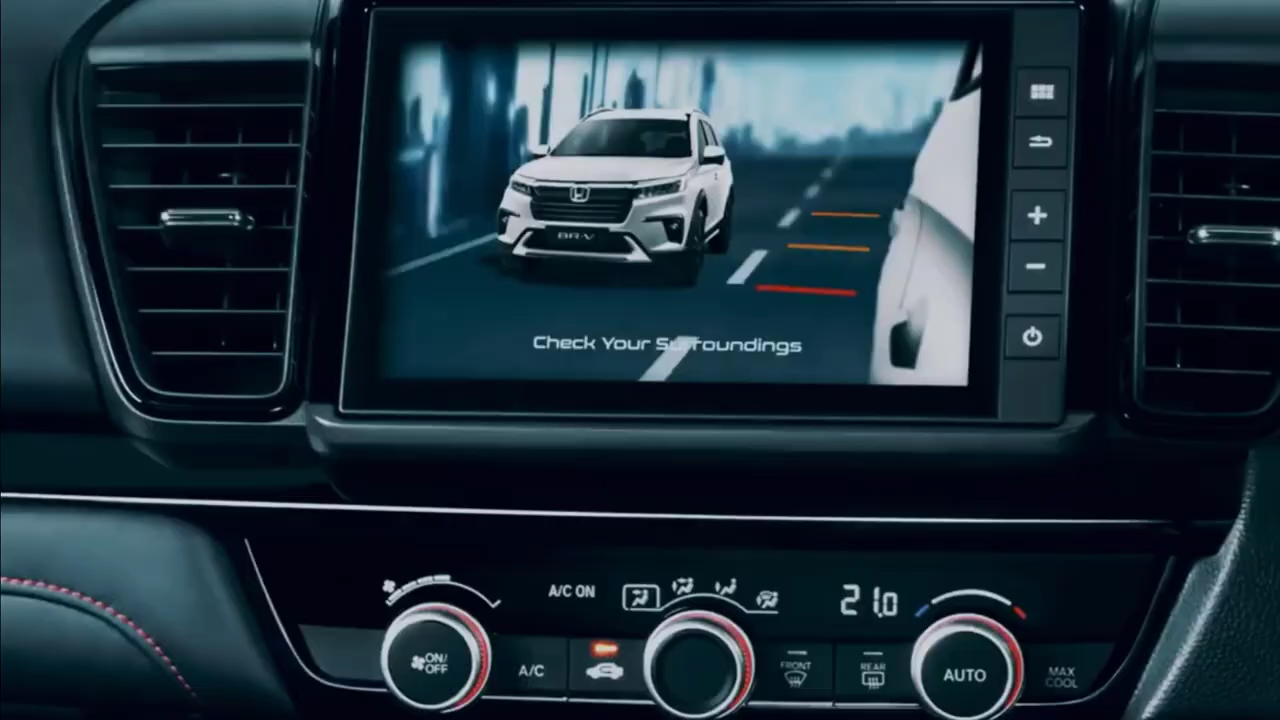 BR-V
Check Your Surroundings
A/C ON
21.0
ON/
OFF
A/C
FRONT
REAR
AUTO
MAX
COOL